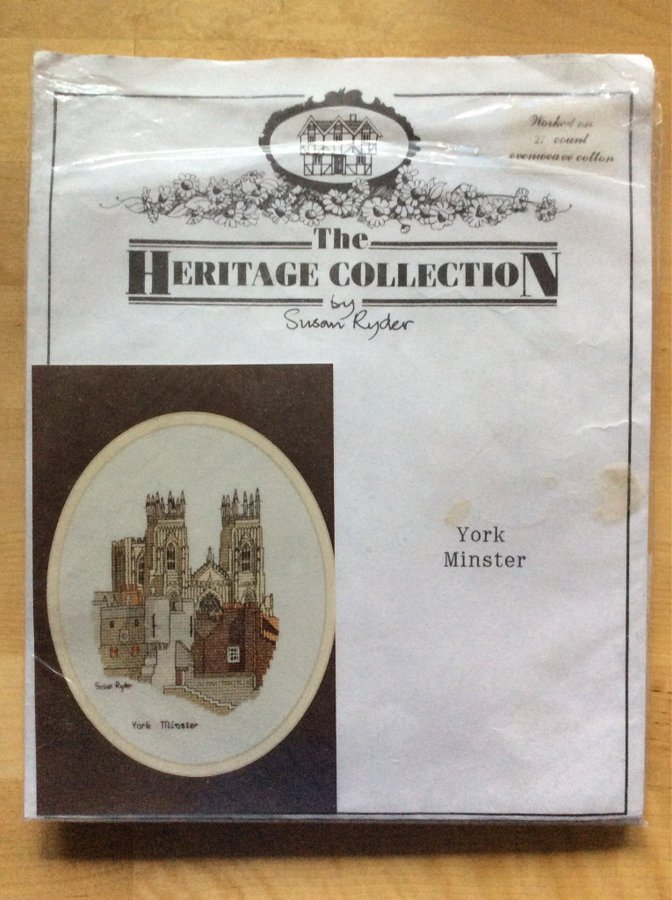 Worked on
27 count
evenweave cotton
The
HERITAGE COLLECTION
by
Susan Ryder
York
Minster
Susan Ryder
York Minster